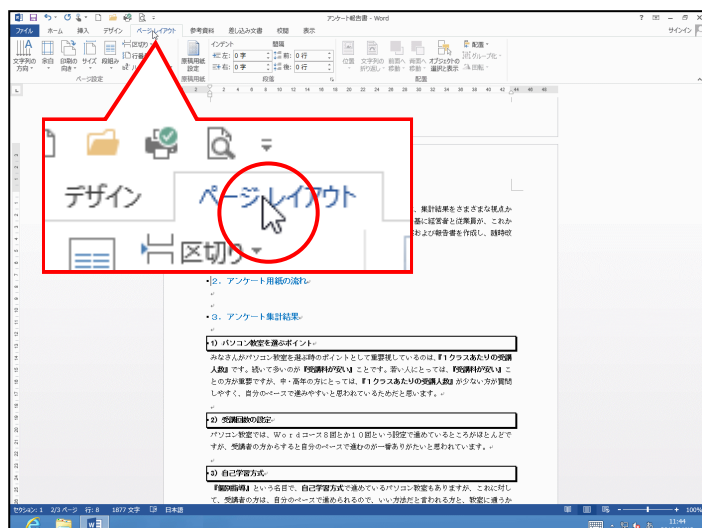 アンケート報告書 - Word
サインイン
ファイル ホーム 挿入 デザイン ページ レイアウト 参考資料 差し込み文書 校閲 表示
文字列の方向 余白 印刷の向き サイズ 段組み 区切り
ページ設定
原稿用紙設定
原稿用紙
インデント 間隔
左: 0 字 前: 0 行
右: 0 字 後: 0 行
段落
位置 文字列の折り返し 前面へ移動 背面へ移動 オブジェクトの選択と表示 配置 グループ化 回転
配置
デザイン ページ レイアウト
区切り
、集計結果をさまざまな視点か
基に経営者と従業員が、これか
および報告書を作成し、随時改
2. アンケート用紙の流れ
3. アンケート集計結果
1) パソコン教室を選ぶポイント
みなさんがパソコン教室を選ぶ時のポイントとして重要視しているのは、『1クラスあたりの受講
人数』です。続いて多いのが『受講料が安い』ことです。若い人にとっては、『受講料が安い』こ
との方が重要ですが、中・高年の方にとっては、『1クラスあたりの受講人数』が少ない方が質問
しやすく、自分のペースで進みやすいと思われているためだと思います。
2) 受講回数の設定
パソコン教室では、Wordコース8回とか10回という設定で進めているところがほとんどで
すが、受講者の方からすると自分のペースで進むのが一番ありがたいと思われています。
3) 自己学習方式
『個別指導』という名目で、自己学習方式で進めているパソコン教室もありますが、これに対し
て、受講者の方は、自分のペースで進められるので、いい方法だと言われる方と、教室に通うか
セクション: 1 2/3 ページ 行: 8 1877 文字 日本語 100%
11:44